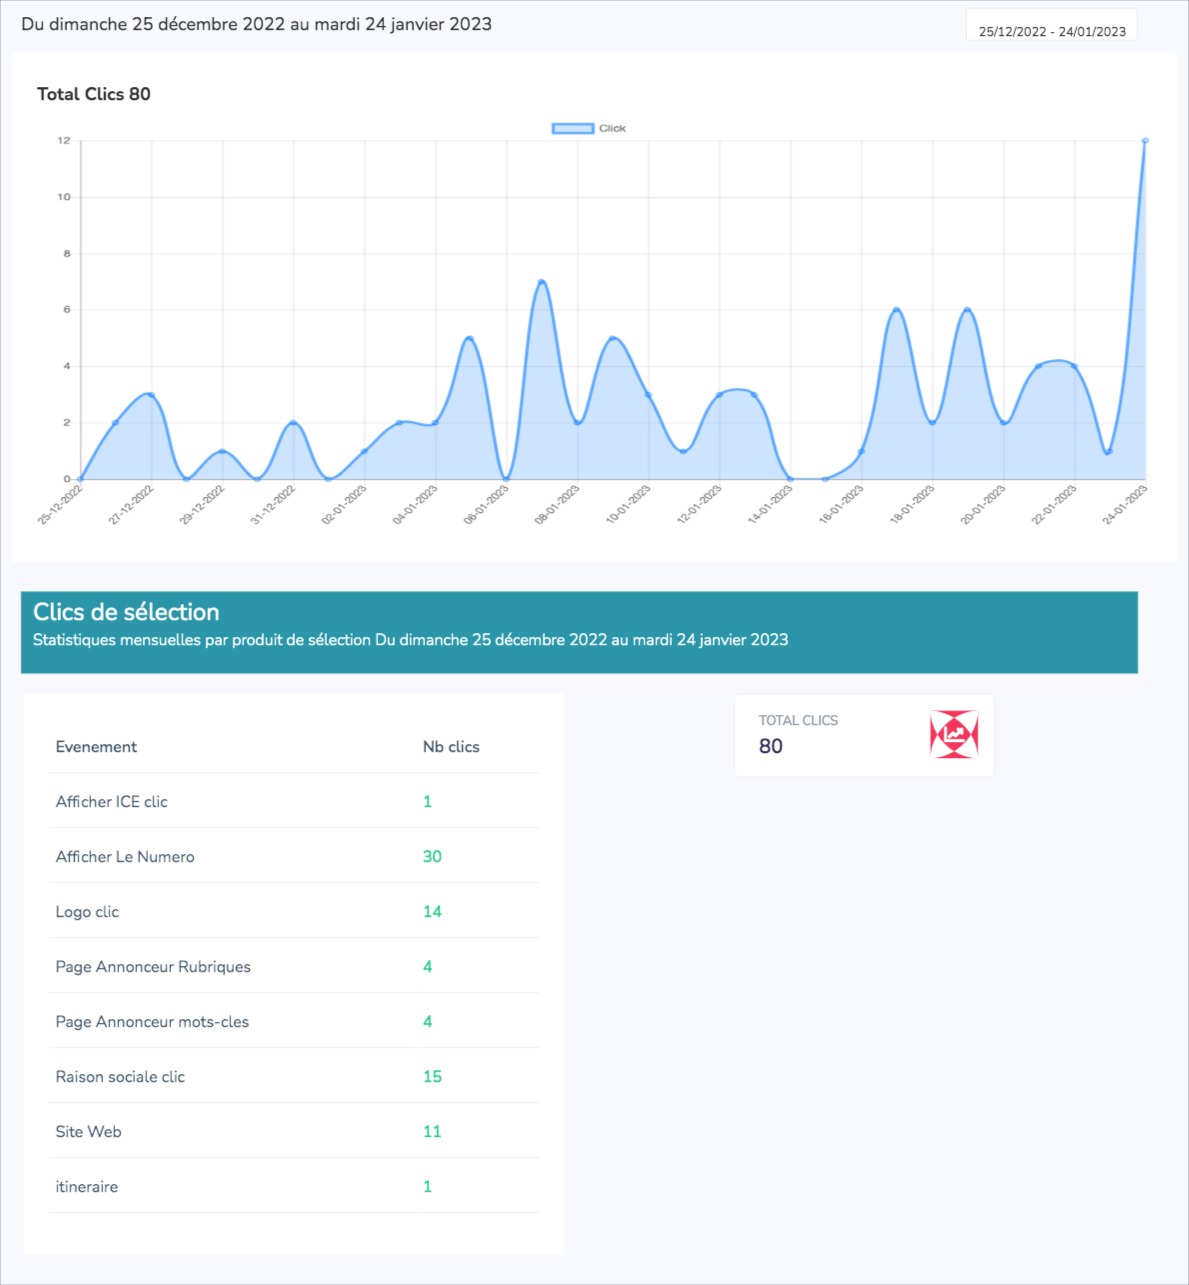 Du dimanche 25 décembre 2022 au mardi 24 janvier 2023
25/12/2022 - 24/01/2023
Total Clics 80
Click
12
10
8
6
4
2
0
25-12-2022
27-12-2022
29-12-2022
31-12-2022
02-01-2023
04-01-2023
06-01-2023
08-01-2023
10-01-2023
12-01-2023
14-01-2023
16-01-2023
18-01-2023
20-01-2023
22-01-2023
24-01-2023
Clics de sélection
Statistiques mensuelles par produit de sélection Du dimanche 25 décembre 2022 au mardi 24 janvier 2023
TOTAL CLICS
80
Evenement Nb clics
Afficher ICE clic 1
Afficher Le Numero 30
Logo clic 14
Page Annonceur Rubriques 4
Page Annonceur mots-cles 4
Raison sociale clic 15
Site Web 11
itineraire 1